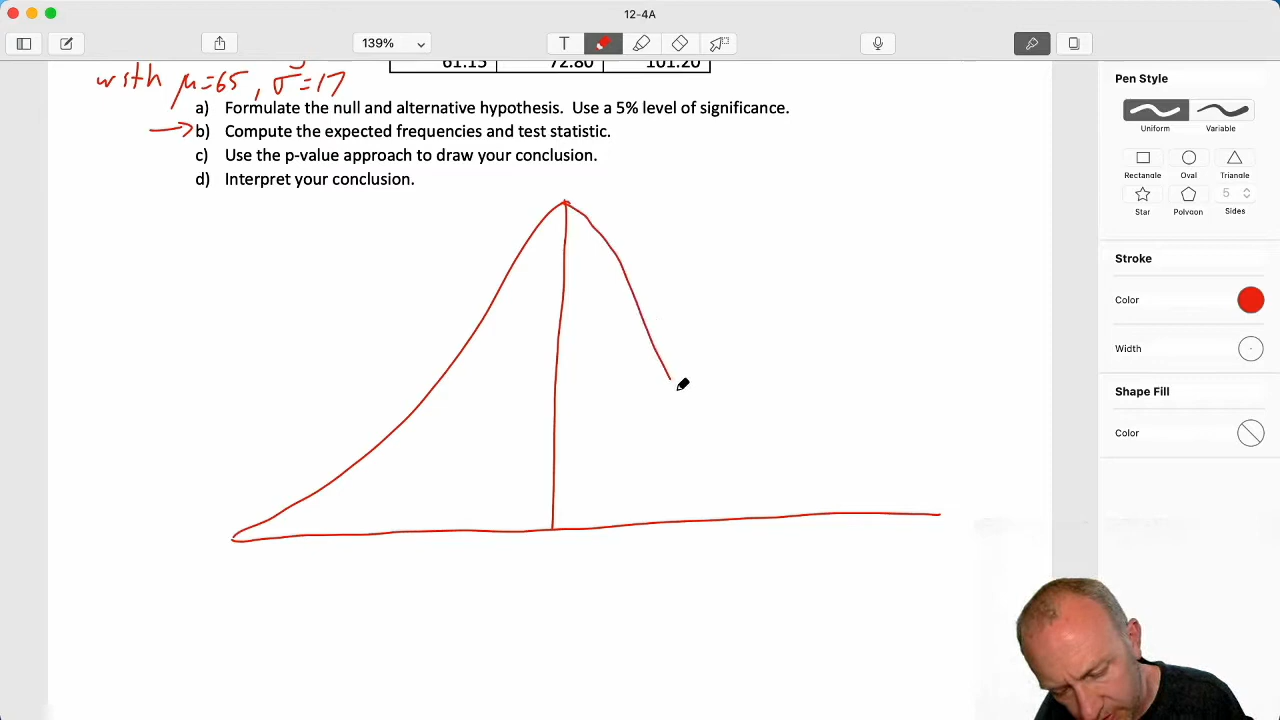 12-4A
139%
T
61.15 72.80 101.20
with μ=65, σ=17
a) Formulate the null and alternative hypothesis. Use a 5% level of significance.
b) Compute the expected frequencies and test statistic.
c) Use the p-value approach to draw your conclusion.
d) Interpret your conclusion.
Pen Style
Uniform Variable
Rectangle Oval Triangle
5
Star Polygon Sides
Stroke
Color
Width
Shape Fill
Color